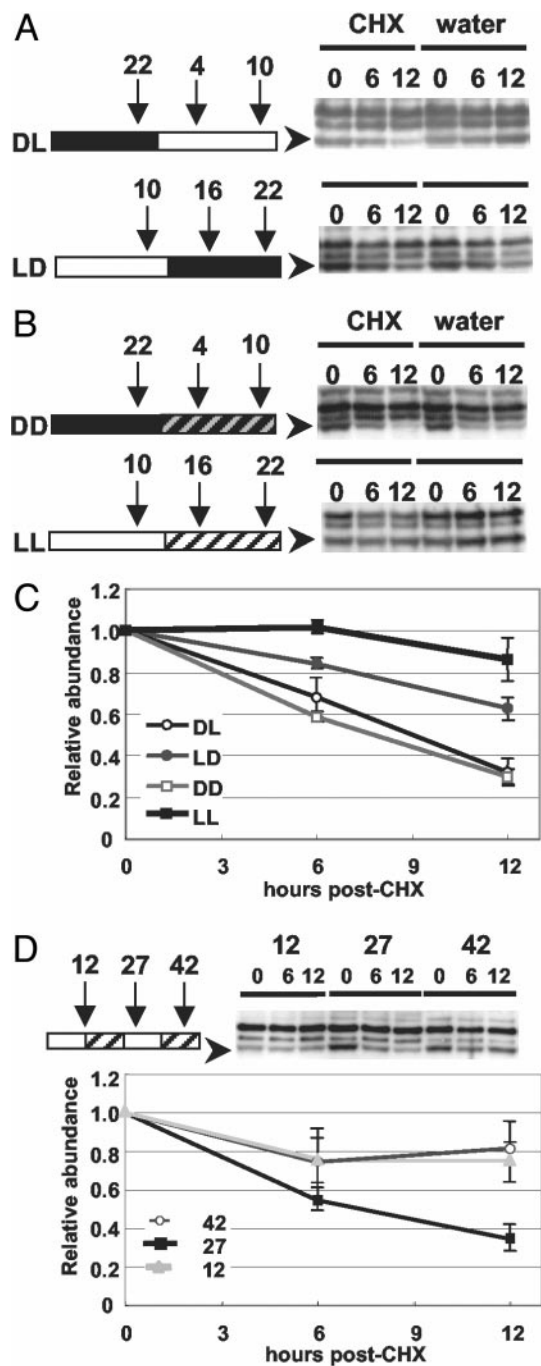 A
CHX water
22 4 10
0 6 12 0 6 12
DL
10 16 22
0 6 12 0 6 12
LD
B
CHX water
22 4 10
0 6 12 0 6 12
DD
10 16 22
0 6 12 0 6 12
LL
C
Relative abundance
1.2
1.0
0.8
0.6
0.4
0.2
0
DL
LD
DD
LL
0 3 6 9 12
hours post-CHX
D
12 27 42
12 27 42
0 6 12 0 6 12 0 6 12
Relative abundance
1.2
1.0
0.8
0.6
0.4
0.2
0
42
27
12
0 3 6 9 12
hours post-CHX